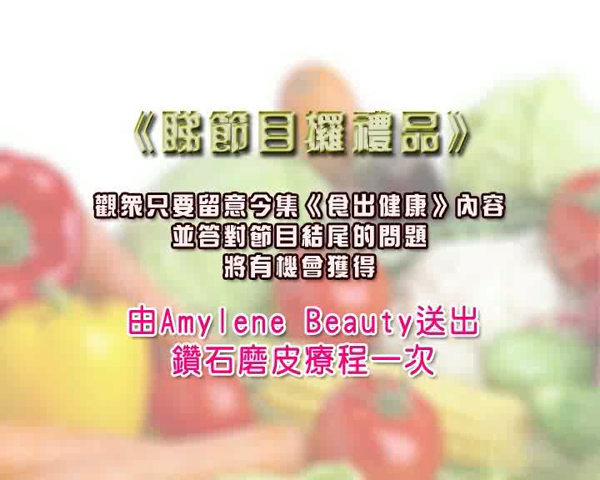 《睇節目攞禮品》
觀眾只要留意今集《食出健康》內容
並答對節目結尾的問題
將有機會獲得
由Amylene Beauty送出
鑽石磨皮療程一次